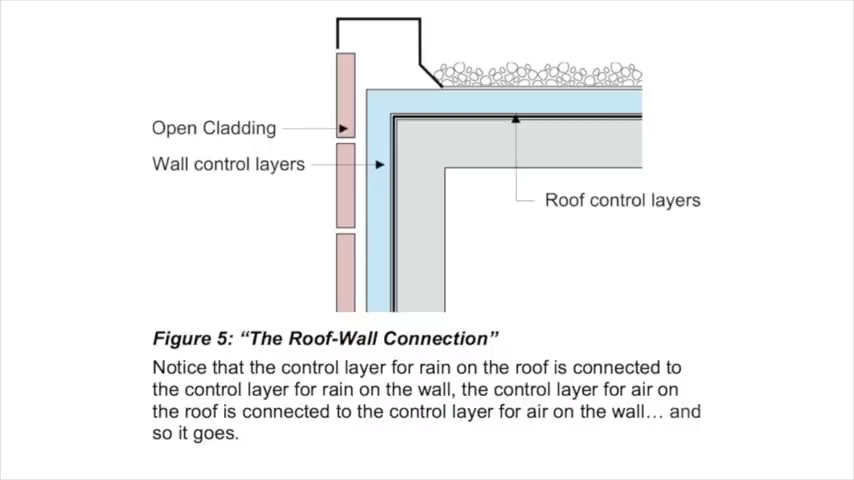 Open Cladding
Wall control layers
Roof control layers
Figure 5: “The Roof-Wall Connection”
Notice that the control layer for rain on the roof is connected to
the control layer for rain on the wall, the control layer for air on
the roof is connected to the control layer for air on the wall… and
so it goes.